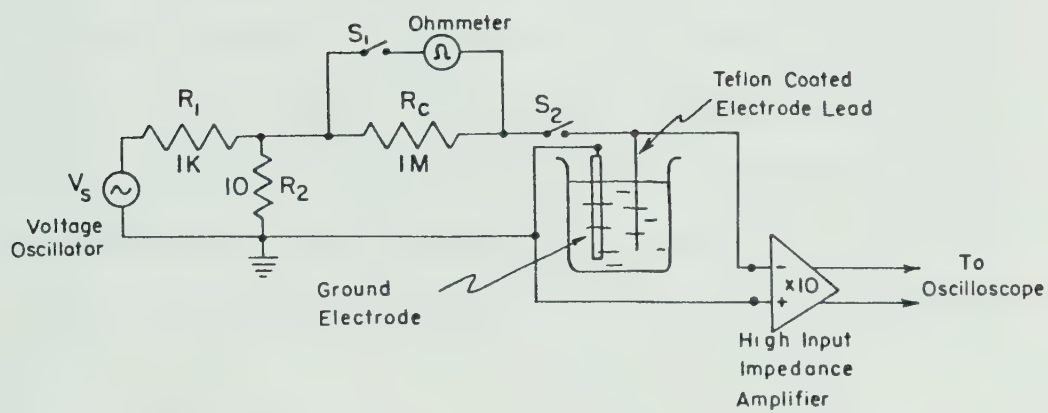 Ohmmeter
S1
Ω
Teflon Coated
Electrode Lead
R1
Rc
S2
1K
1M
Vs
10 R2
Voltage
Oscillator
Ground
Electrode
-
x10
+
To
Oscilloscope
High Input
Impedance
Amplifier